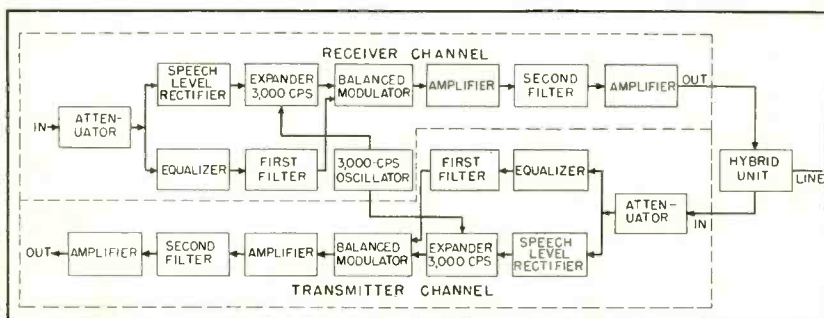 RECEIVER CHANNEL
IN
ATTEN-
UATOR
SPEECH
LEVEL
RECTIFIER
EXPANDER
3,000 CPS
BALANCED
MODULATOR
AMPLIFIER
SECOND
FILTER
AMPLIFIER
OUT
EQUALIZER
FIRST
FILTER
3,000-CPS
OSCILLATOR
FIRST
FILTER
EQUALIZER
ATTEN-
UATOR
IN
HYBRID
UNIT
LINE
OUT
AMPLIFIER
SECOND
FILTER
AMPLIFIER
BALANCED
MODULATOR
EXPANDER
3,000 CPS
SPEECH
LEVEL
RECTIFIER
TRANSMITTER CHANNEL